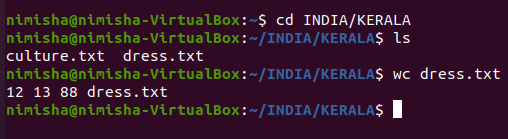 nimisha@nimisha-VirtualBox:~$ cd INDIA/KERALA
nimisha@nimisha-VirtualBox:~/INDIA/KERALA$ ls
culture.txt  dress.txt
nimisha@nimisha-VirtualBox:~/INDIA/KERALA$ wc dress.txt
12 13 88 dress.txt
nimisha@nimisha-VirtualBox:~/INDIA/KERALA$